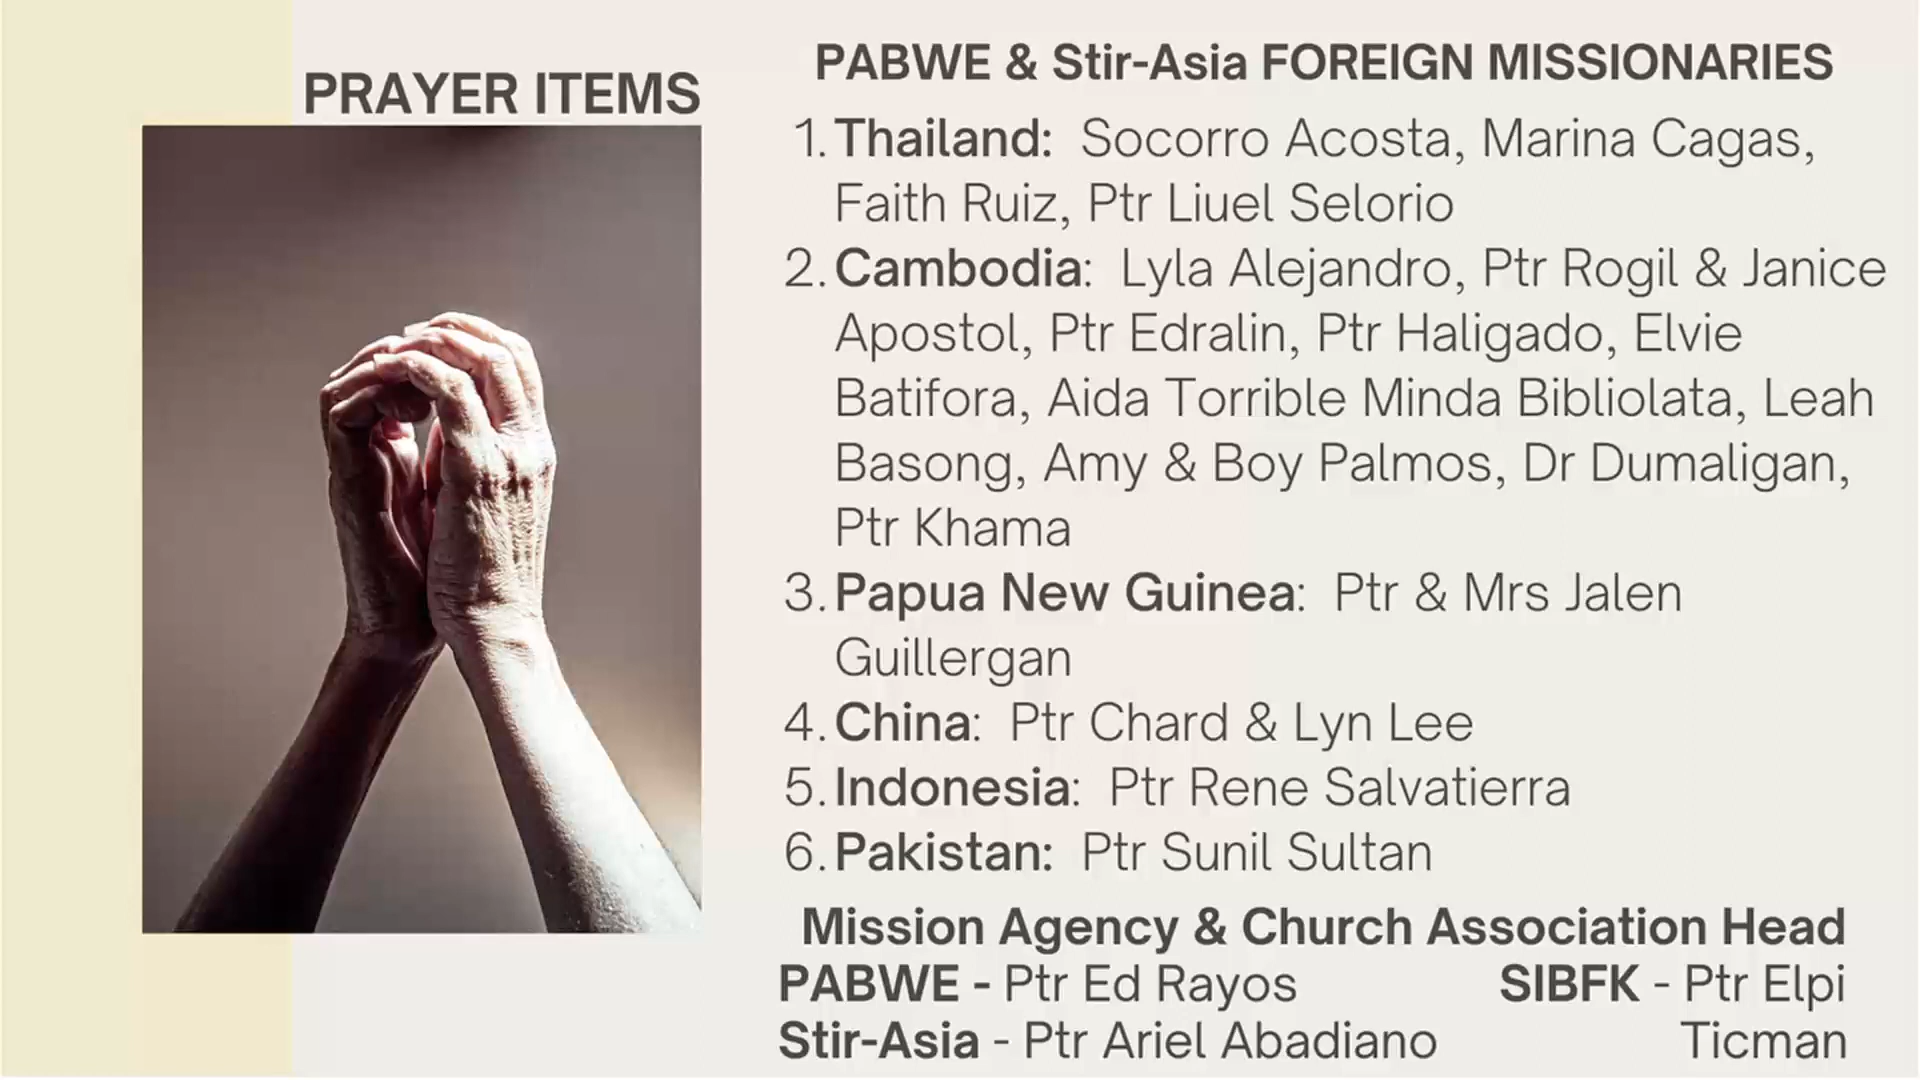 PRAYER ITEMS
PABWE & Stir-Asia FOREIGN MISSIONARIES
1. Thailand: Socorro Acosta, Marina Cagas,
Faith Ruiz, Ptr Liuel Selorio
2. Cambodia: Lyla Alejandro, Ptr Rogil & Janice
Apostol, Ptr Edralin, Ptr Haligado, Elvie
Batifora, Aida Torrible Minda Bibliolata, Leah
Basong, Amy & Boy Palmos, Dr Dumaligan,
Ptr Khama
3. Papua New Guinea: Ptr & Mrs Jalen
Guillergan
4. China: Ptr Chard & Lyn Lee
5. Indonesia: Ptr Rene Salvatierra
6. Pakistan: Ptr Sunil Sultan
Mission Agency & Church Association Head
PABWE - Ptr Ed Rayos
Stir-Asia - Ptr Ariel Abadiano
SIBFK - Ptr Elpi
Ticman